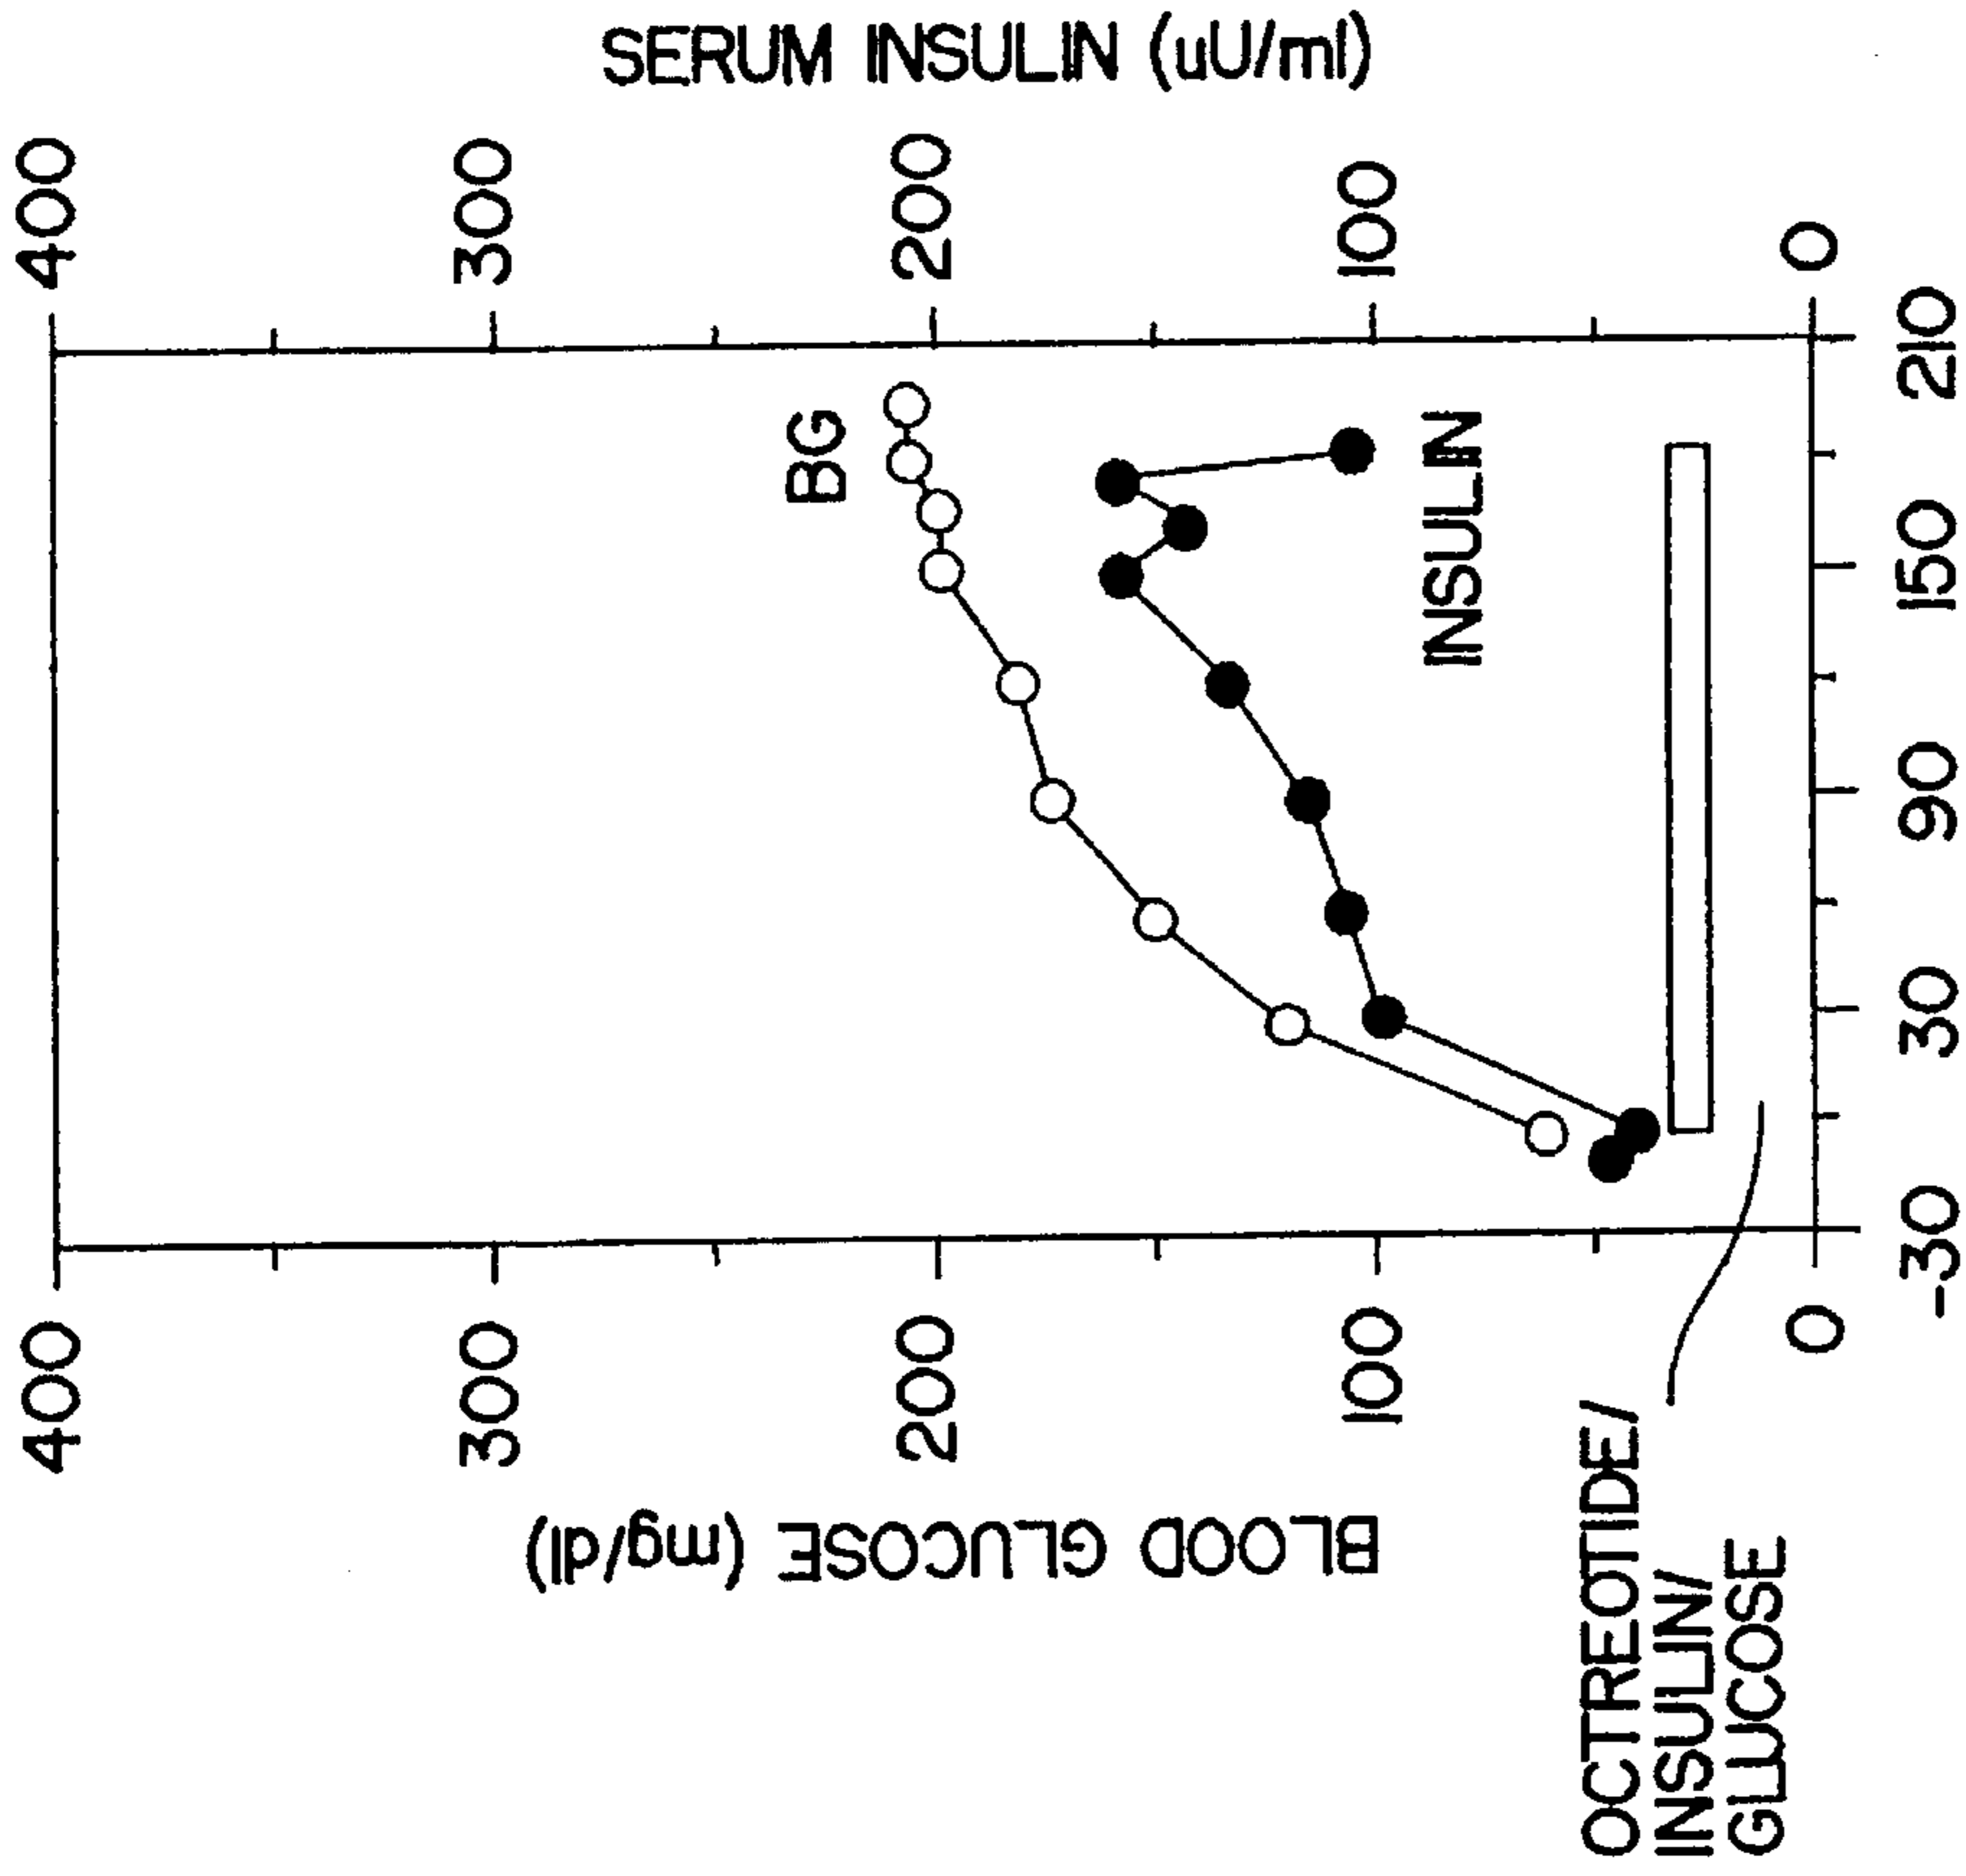 SERUM INSULIN (uU/ml)
400
300
200
100
0
BG
INSULIN
-30
30
90
150
210
400
300
200
100
0
BLOOD GLUCOSE (mg/dl)
OCTREOTIDE/
INSULIN/
GLUCOSE